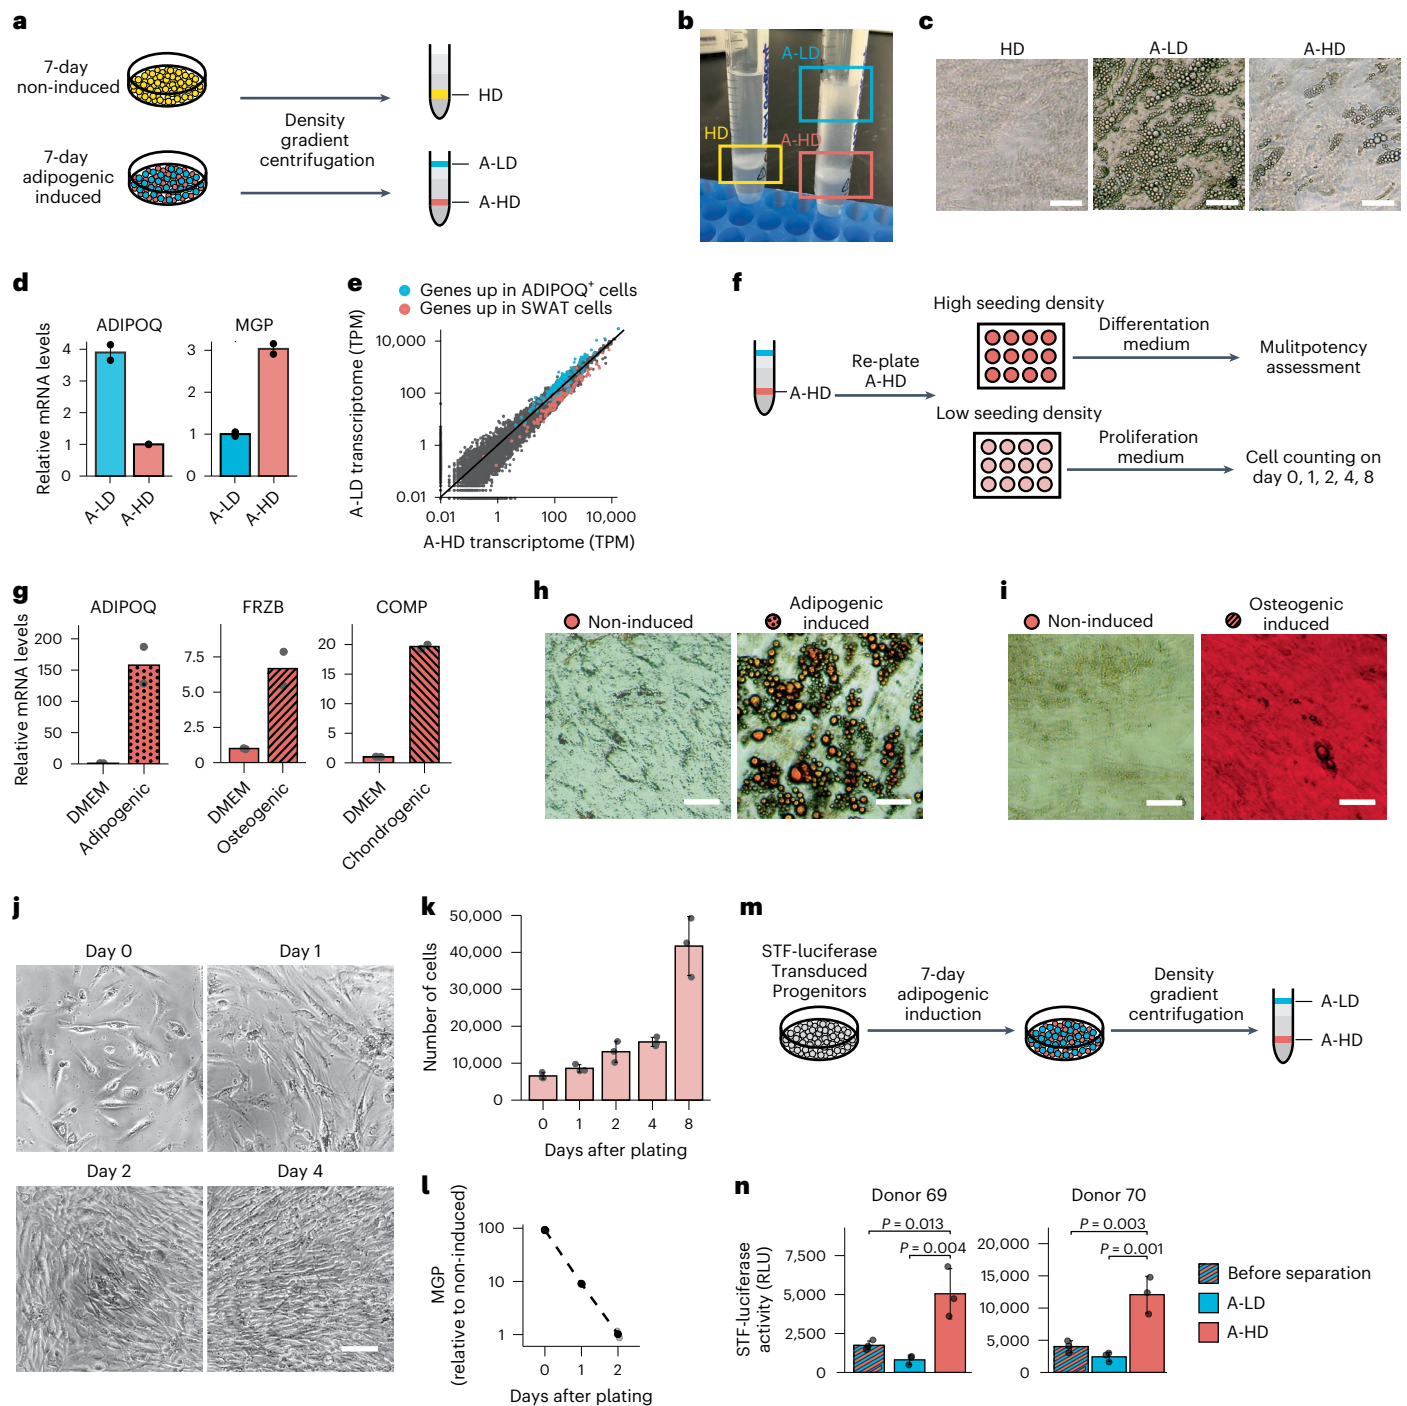 a
7-day
non-induced
7-day
adipogenic
induced
Density
gradient
centrifugation
HD
A-LD
A-HD
b
A-LD
HD
A-HD
c
HD
A-LD
A-HD
d
Relative mRNA levels
ADIPOQ
4
3
2
1
0
A-LD
A-HD
MGP
3
2
1
0
A-LD
A-HD
e
Genes up in ADIPOQ+ cells
Genes up in SWAT cells
A-LD transcriptome (TPM)
10,000
100
1
0.01
0.01
1
100
10,000
A-HD transcriptome (TPM)
f
A-HD
Re-plate
A-HD
High seeding density
Differentation
medium
Mulitpotency
assessment
Low seeding density
Proliferation
medium
Cell counting on
day 0, 1, 2, 4, 8
g
Relative mRNA levels
ADIPOQ
200
150
100
50
0
DMEM
Adipogenic
FRZB
7.5
5.0
2.5
0
DMEM
Osteogenic
COMP
20
15
10
5
0
DMEM
Chondrogenic
h
Non-induced
Adipogenic
induced
i
Non-induced
Osteogenic
induced
j
Day 0
Day 1
Day 2
Day 4
k
Number of cells
50,000
40,000
30,000
20,000
10,000
0
0
1
2
4
8
Days after plating
l
MGP
(relative to non-induced)
100
10
1
0
1
2
Days after plating
m
STF-luciferase
Transduced
Progenitors
7-day
adipogenic
induction
Density
gradient
centrifugation
A-LD
A-HD
n
STF-luciferase
activity (RLU)
Donor 69
P = 0.013
P = 0.004
7,500
5,000
2,500
0
Donor 70
P = 0.003
P = 0.001
20,000
15,000
10,000
5,000
0
Before separation
A-LD
A-HD